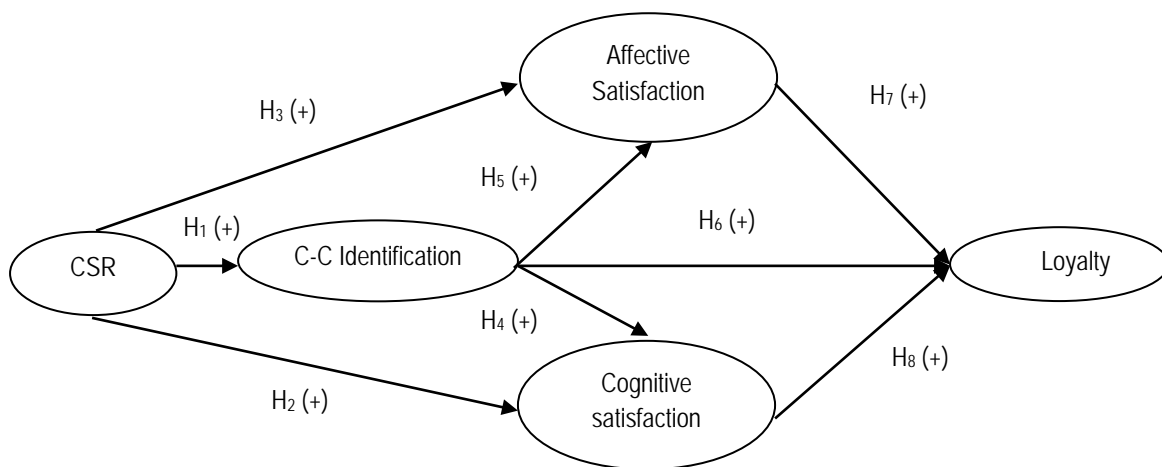 Affective
Satisfaction
H7 (+)
H3 (+)
H5 (+)
H1 (+)
H6 (+)
CSR
C-C Identification
Loyalty
H4 (+)
H8 (+)
H2 (+)
Cognitive
satisfaction